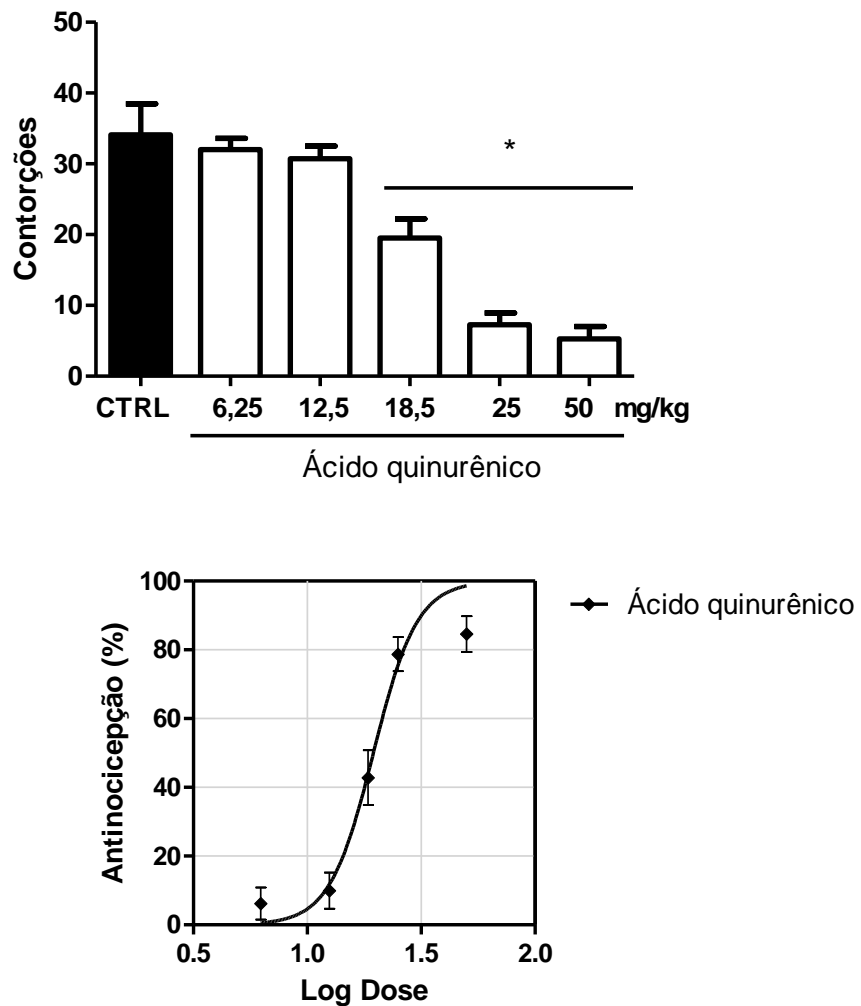 50
40
30
20
10
0
Contorções
*
CTRL 6,25 12,5 18,5 25 50 mg/kg
Ácido quinurênico
100
80
60
40
20
0
Antinocicepção (%)
0.5 1.0 1.5 2.0
Log Dose
Ácido quinurênico